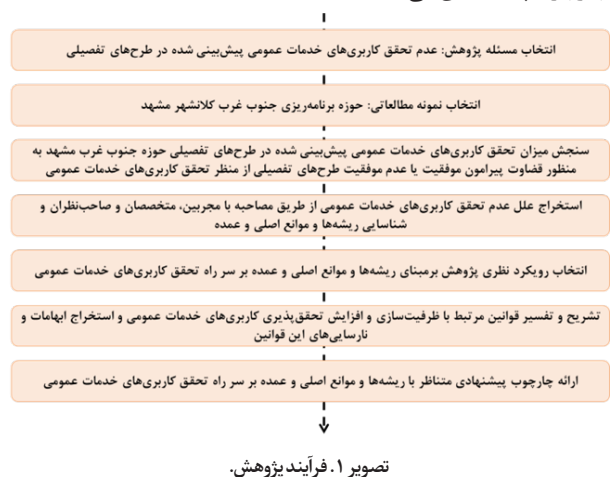 انتخاب مسئله پژوهش: عدم تحقق کاربری‌های خدمات عمومی پیش‌بینی شده در طرح‌های تفصیلی
انتخاب نمونه مطالعاتی: حوزه برنامه‌ریزی جنوب غرب کلانشهر مشهد
سنجش میزان تحقق کاربری‌های خدمات عمومی پیش‌بینی شده در طرح‌های تفصیلی حوزه جنوب غرب مشهد به
منظور قضاوت پیرامون موفقیت یا عدم موفقیت طرح‌های تفصیلی از منظر تحقق کاربری‌های خدمات عمومی
استخراج علل عدم تحقق کاربری‌های خدمات عمومی از طریق مصاحبه با مجربین، متخصصان و صاحب‌نظران و
شناسایی ریشه‌ها و موانع اصلی و عمده
انتخاب رویکرد نظری پژوهش برمبنای ریشه‌ها و موانع اصلی و عمده بر سر راه تحقق کاربری‌های خدمات عمومی
تشریح و تفسیر قوانین مرتبط با ظرفیت‌سازی و افزایش تحقق‌پذیری کاربری‌های خدمات عمومی و استخراج ابهامات و
نارسایی‌های این قوانین
ارائه چارچوب پیشنهادی متناظر با ریشه‌ها و موانع اصلی و عمده بر سر راه تحقق کاربری‌های خدمات عمومی
تصویر ۱. فرآیند پژوهش.